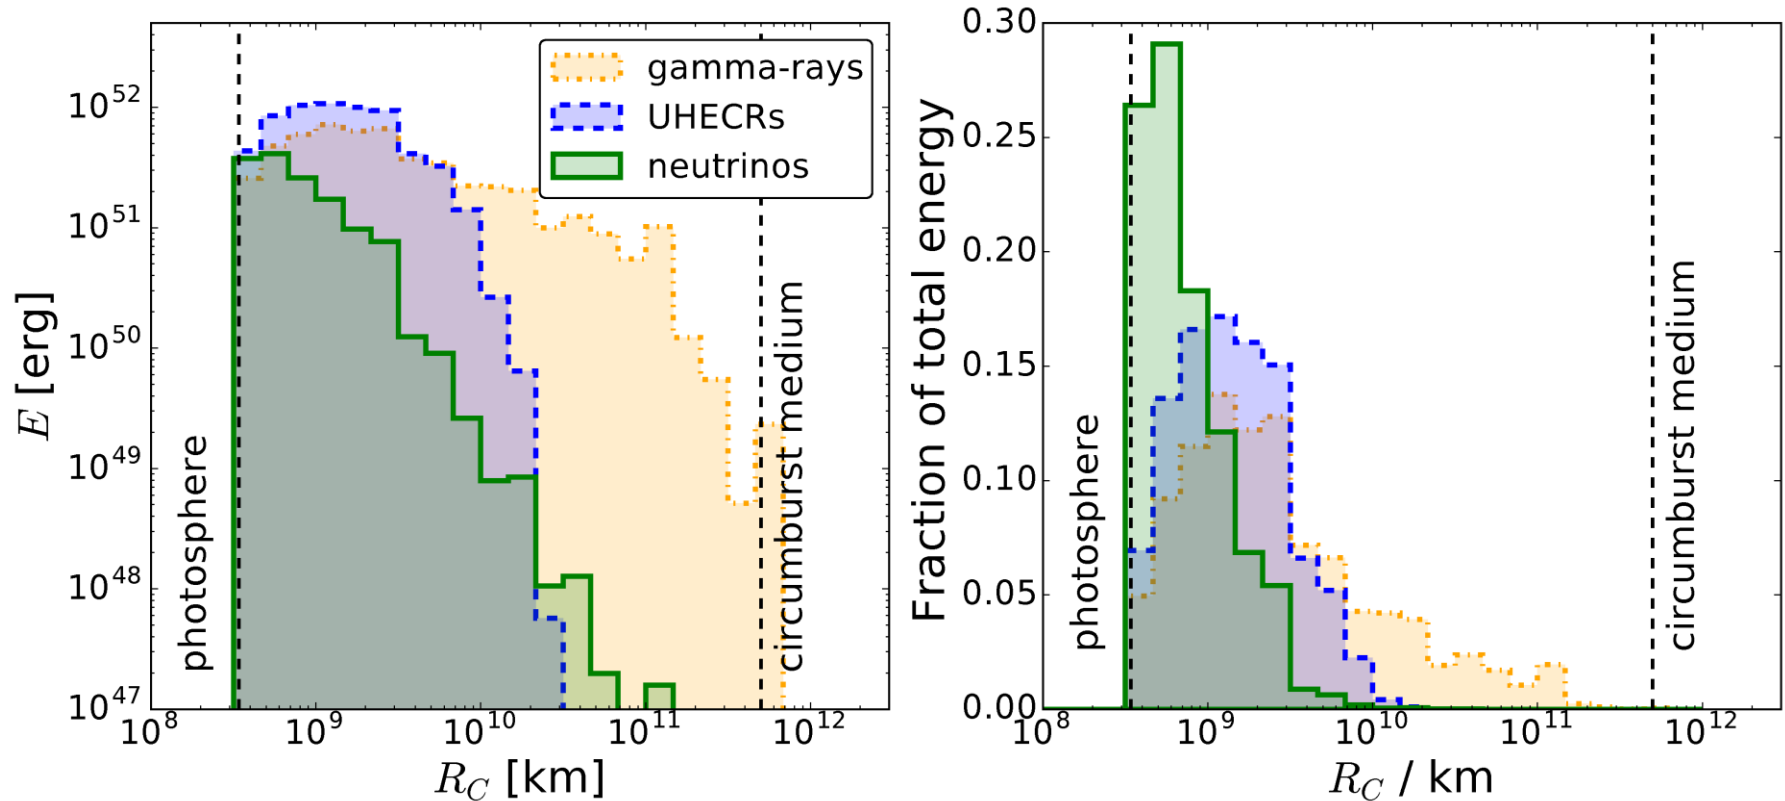 gamma-rays
UHECRs
neutrinos
10^52
10^51
10^50
10^49
10^48
10^47
E [erg]
photosphere
circumburst medium
10^8
10^9
10^10
10^11
10^12
R_C [km]
0.30
0.25
0.20
0.15
0.10
0.05
0.00
Fraction of total energy
photosphere
circumburst medium
10^8
10^9
10^10
10^11
10^12
R_C / km